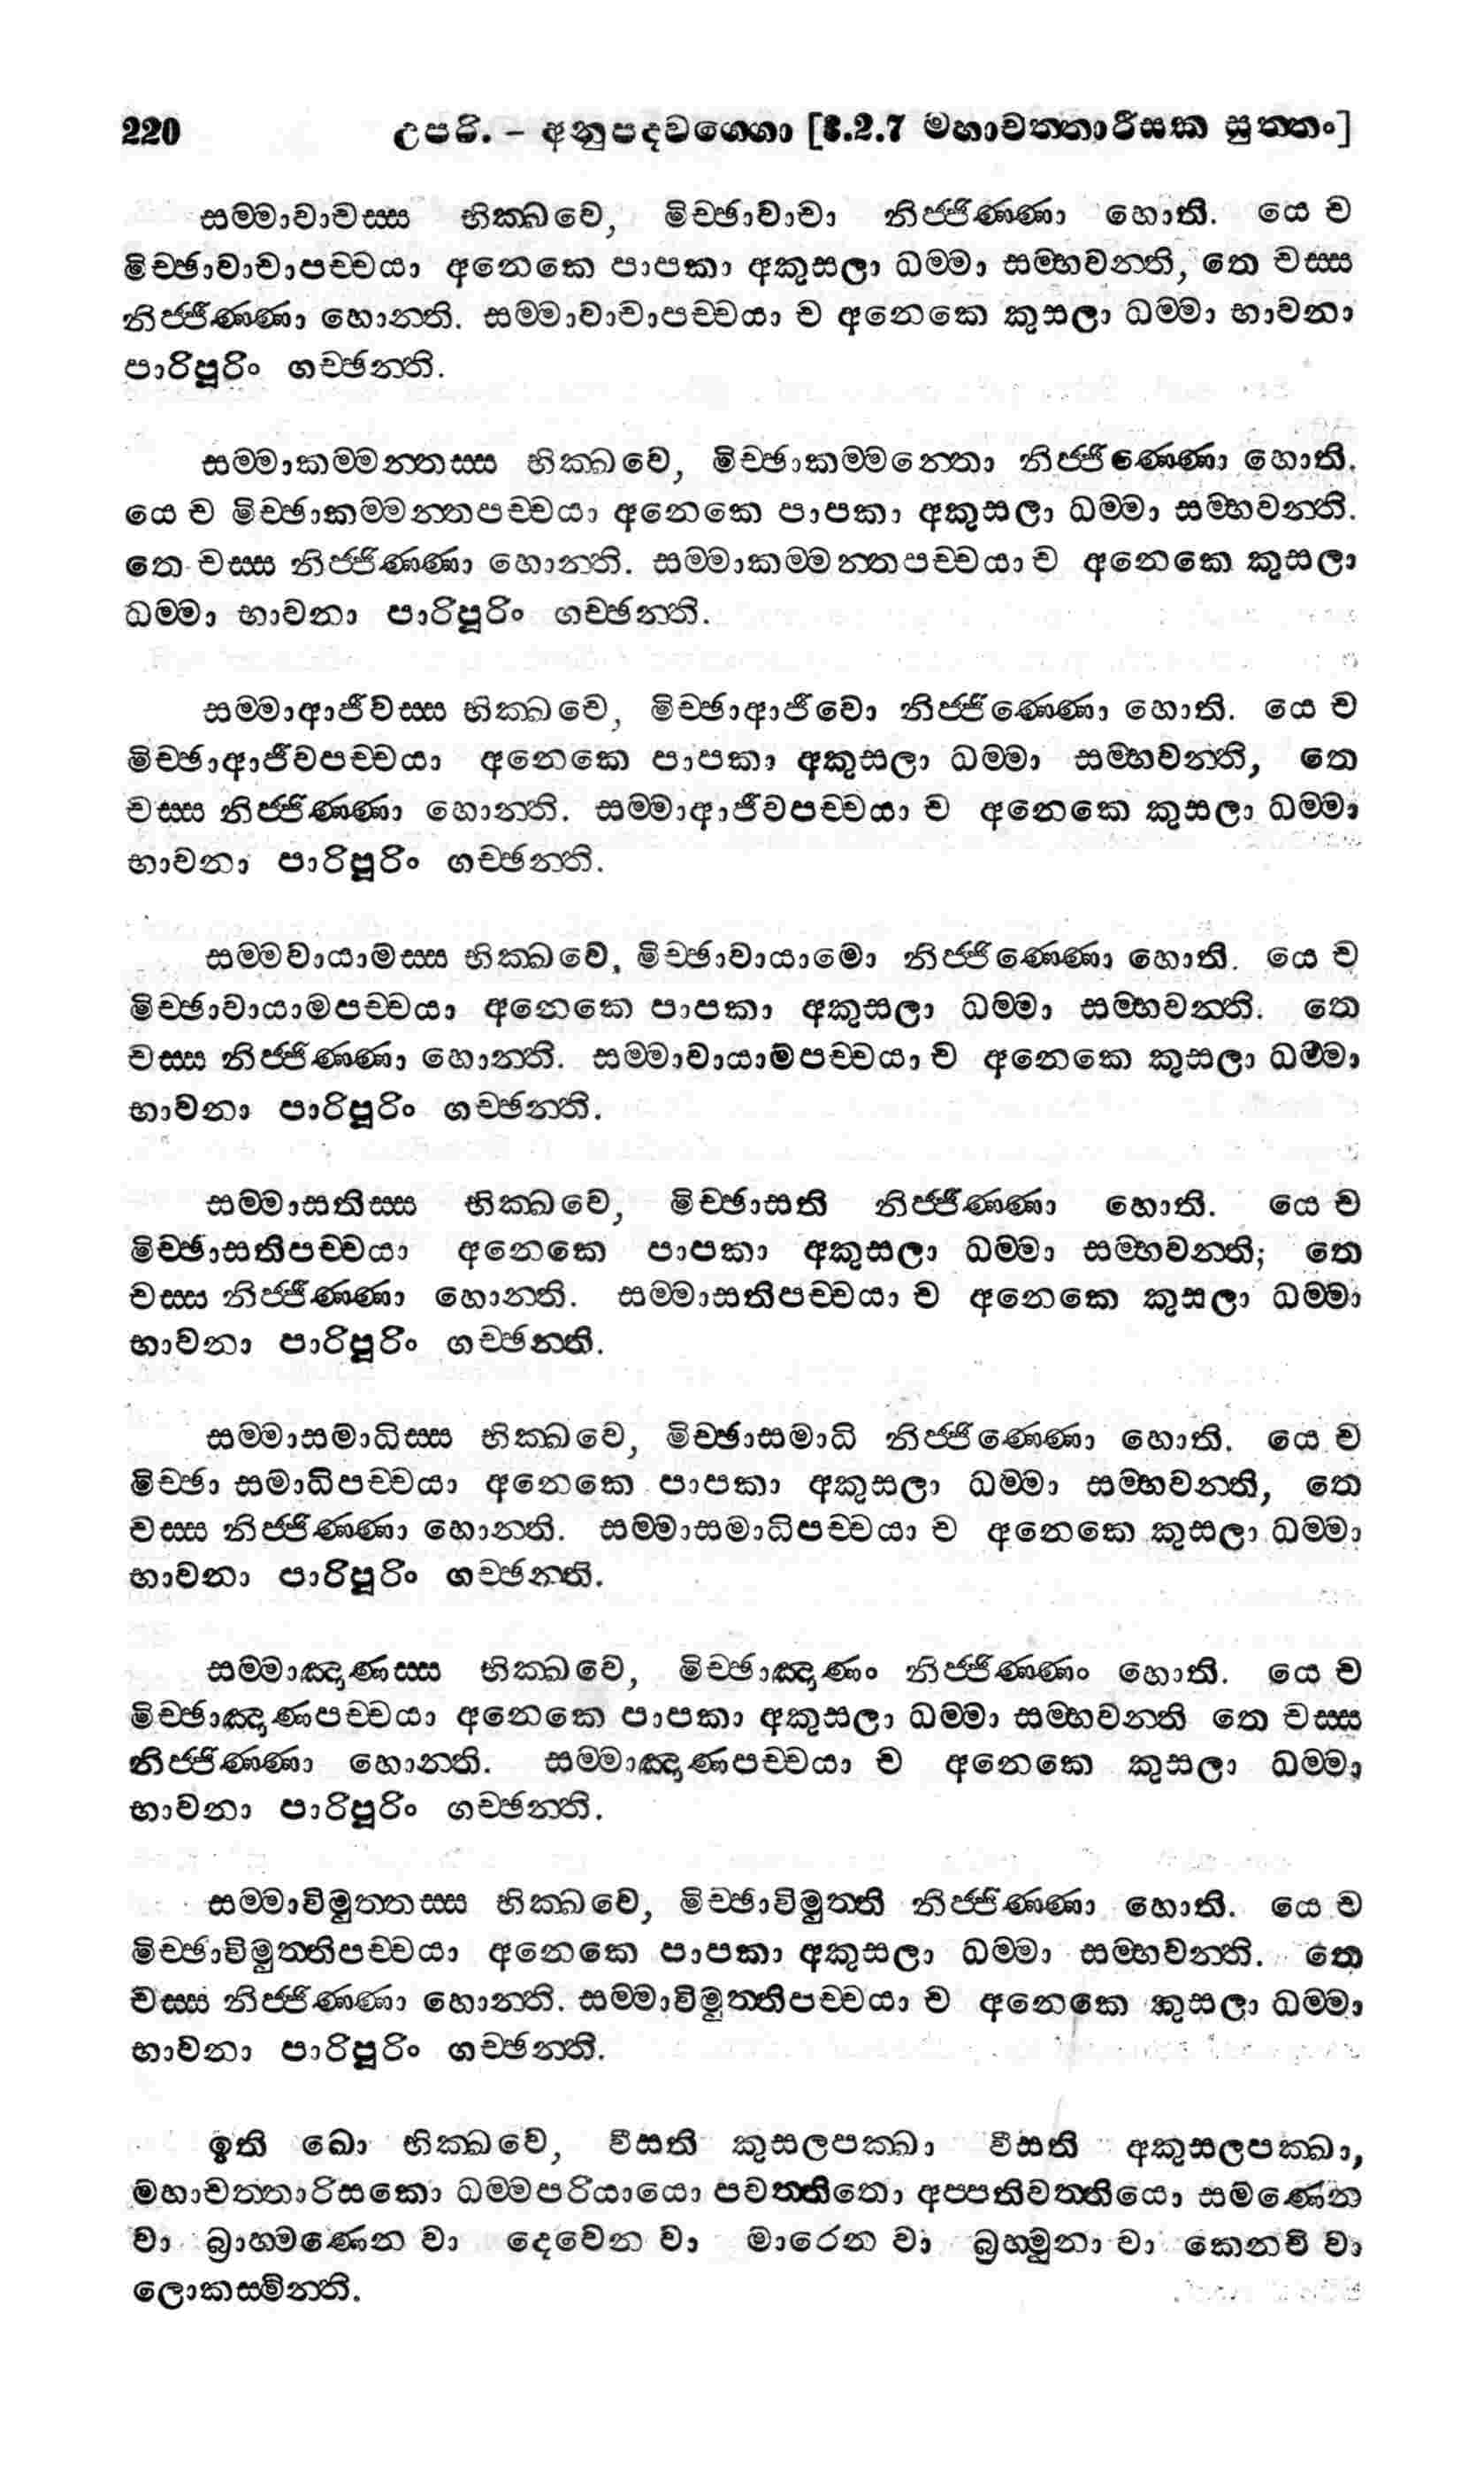 220 උපරි. – අනුපදවග්ගො [3.2.7 මහාචත්තාරීසක සුත්තං]
සම්මාවාචස්ස භික්ඛවෙ, මිච්ඡාවාචා නිජ්ජිණ්ණා හොති. යෙ ච
මිච්ඡාවාචාපච්චයා අනෙකෙ පාපකා අකුසලා ධම්මා සම්භවන්ති, තෙ චස්ස
නිජ්ජීණ්ණා හොන්ති. සම්මාවාචාපච්චයා ච අනෙකෙ කුසලා ධම්මා භාවනා
පාරිපූරිං ගච්ඡන්ති.
සම්මාකම්මන්තස්ස භික්ඛවෙ, මිච්ඡාකම්මන්තො නිජ්ජිණ්ණො හොති.
යෙ ච මිච්ඡාකම්මන්තපච්චයා අනෙකෙ පාපකා අකුසලා ධම්මා සම්භවන්ති.
තෙ චස්ස නිජ්ජිණ්ණා හොන්ති. සම්මාකම්මන්තපච්චයා ච අනෙකෙ කුසලා
ධම්මා භාවනා පාරිපූරිං ගච්ඡන්ති.
සම්මාආජීවස්ස භික්ඛවෙ, මිච්ඡාආජීවො නිජ්ජිණ්ණො හොති. යෙ ච
මිච්ඡාආජීවපච්චයා අනෙකෙ පාපකා අකුසලා ධම්මා සම්භවන්ති, තෙ
චස්ස නිජ්ජිණ්ණා හොන්ති. සම්මාආජීවපච්චයා ච අනෙකෙ කුසලා ධම්මා
භාවනා පාරිපූරිං ගච්ඡන්ති.
සම්මවායාමස්ස භික්ඛවෙ, මිච්ඡාවායාමො නිජ්ජිණ්ණො හොති. යෙ ච
මිච්ඡාවායාමපච්චයා අනෙකෙ පාපකා අකුසලා ධම්මා සම්භවන්ති. තෙ
චස්ස නිජ්ජිණ්ණා හොන්ති. සම්මාවායාමපච්චයා ච අනෙකෙ කුසලා ධම්මා
භාවනා පාරිපූරිං ගච්ඡන්ති.
සම්මාසතිස්ස භික්ඛවෙ, මිච්ඡාසති නිජ්ජීණ්ණා හොති. යෙ ච
මිච්ඡාසතිපච්චයා අනෙකෙ පාපකා අකුසලා ධම්මා සම්භවන්ති; තෙ
චස්ස නිජ්ජීණ්ණා හොන්ති. සම්මාසතිපච්චයා ච අනෙකෙ කුසලා ධම්මා
භාවනා පාරිපූරිං ගච්ඡන්ති.
සම්මාසමාධිස්ස භික්ඛවෙ, මිච්ඡාසමාධි නිජ්ජිණ්ණො හොති. යෙ ච
මිච්ඡා සමාධිපච්චයා අනෙකෙ පාපකා අකුසලා ධම්මා සම්භවන්ති, තෙ
චස්ස නිජ්ජිණ්ණා හොන්ති. සම්මාසමාධිපච්චයා ච අනෙකෙ කුසලා ධම්මා
භාවනා පාරිපූරිං ගච්ඡන්ති.
සම්මාඤාණස්ස භික්ඛවෙ, මිච්ඡාඤාණං නිජ්ජිණ්ණං හොති. යෙ ච
මිච්ඡාඤාණපච්චයා අනෙකෙ පාපකා අකුසලා ධම්මා සම්භවන්ති තෙ චස්ස
නිජ්ජිණ්ණා හොන්ති. සම්මාඤාණපච්චයා ච අනෙකෙ කුසලා ධම්මා
භාවනා පාරිපූරිං ගච්ඡන්ති.
සම්මාවිමුත්තස්ස භික්ඛවෙ, මිච්ඡාවිමුත්ති නිජ්ජිණ්ණා හොති. යෙ ච
මිච්ඡාවිමුත්තිපච්චයා අනෙකෙ පාපකා අකුසලා ධම්මා සම්භවන්ති. තෙ
චස්ස නිජ්ජිණ්ණා හොන්ති. සම්මාවිමුත්තිපච්චයා ච අනෙකෙ කුසලා ධම්මා
භාවනා පාරිපූරිං ගච්ඡන්ති.
ඉති ඛො භික්ඛවෙ, වීසති කුසලපක්ඛා වීසති අකුසලපක්ඛා,
මහාචත්තාරිසකො ධම්මපරියායො පවත්තිතො අප්පතිවත්තියො සමණෙන
වා බ්‍රාහ්මණෙන වා දෙවෙන වා මාරෙන වා බ්‍රහ්මුනා වා කෙනචි වා
ලොකස්මින්ති.